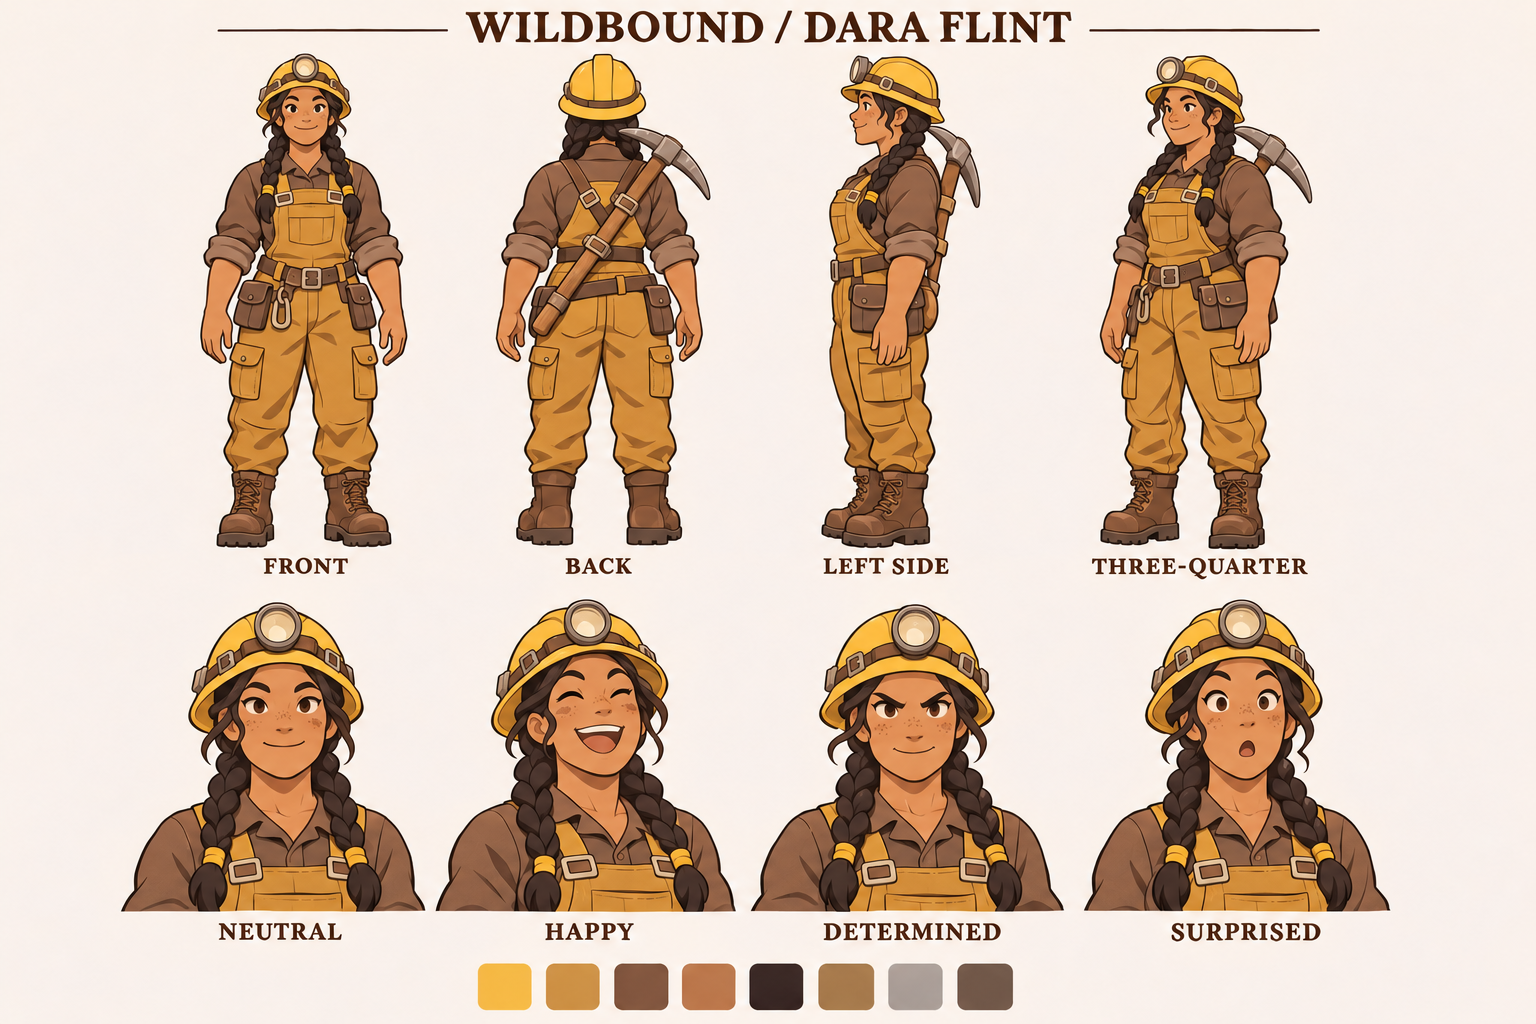 WILDBOUND / DARA FLINT
FRONT
BACK
LEFT SIDE
THREE-QUARTER
NEUTRAL
HAPPY
DETERMINED
SURPRISED